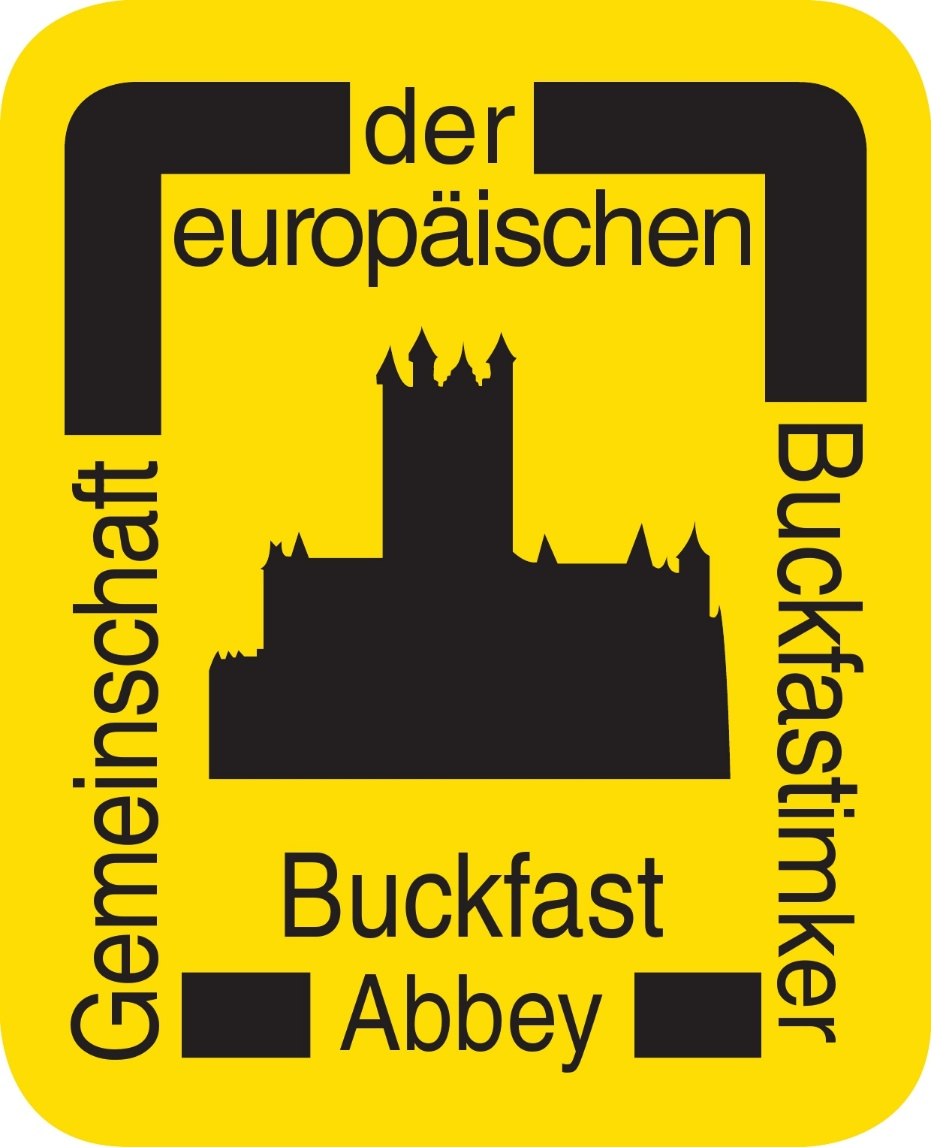 Gemeinschaft
der
europäischen
Buckfastimker
Buckfast
Abbey